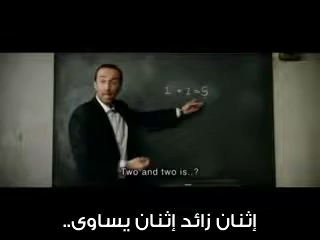 1 + 1 = 5
Two and two is..?
إثنان زائد إثنان يساوى..